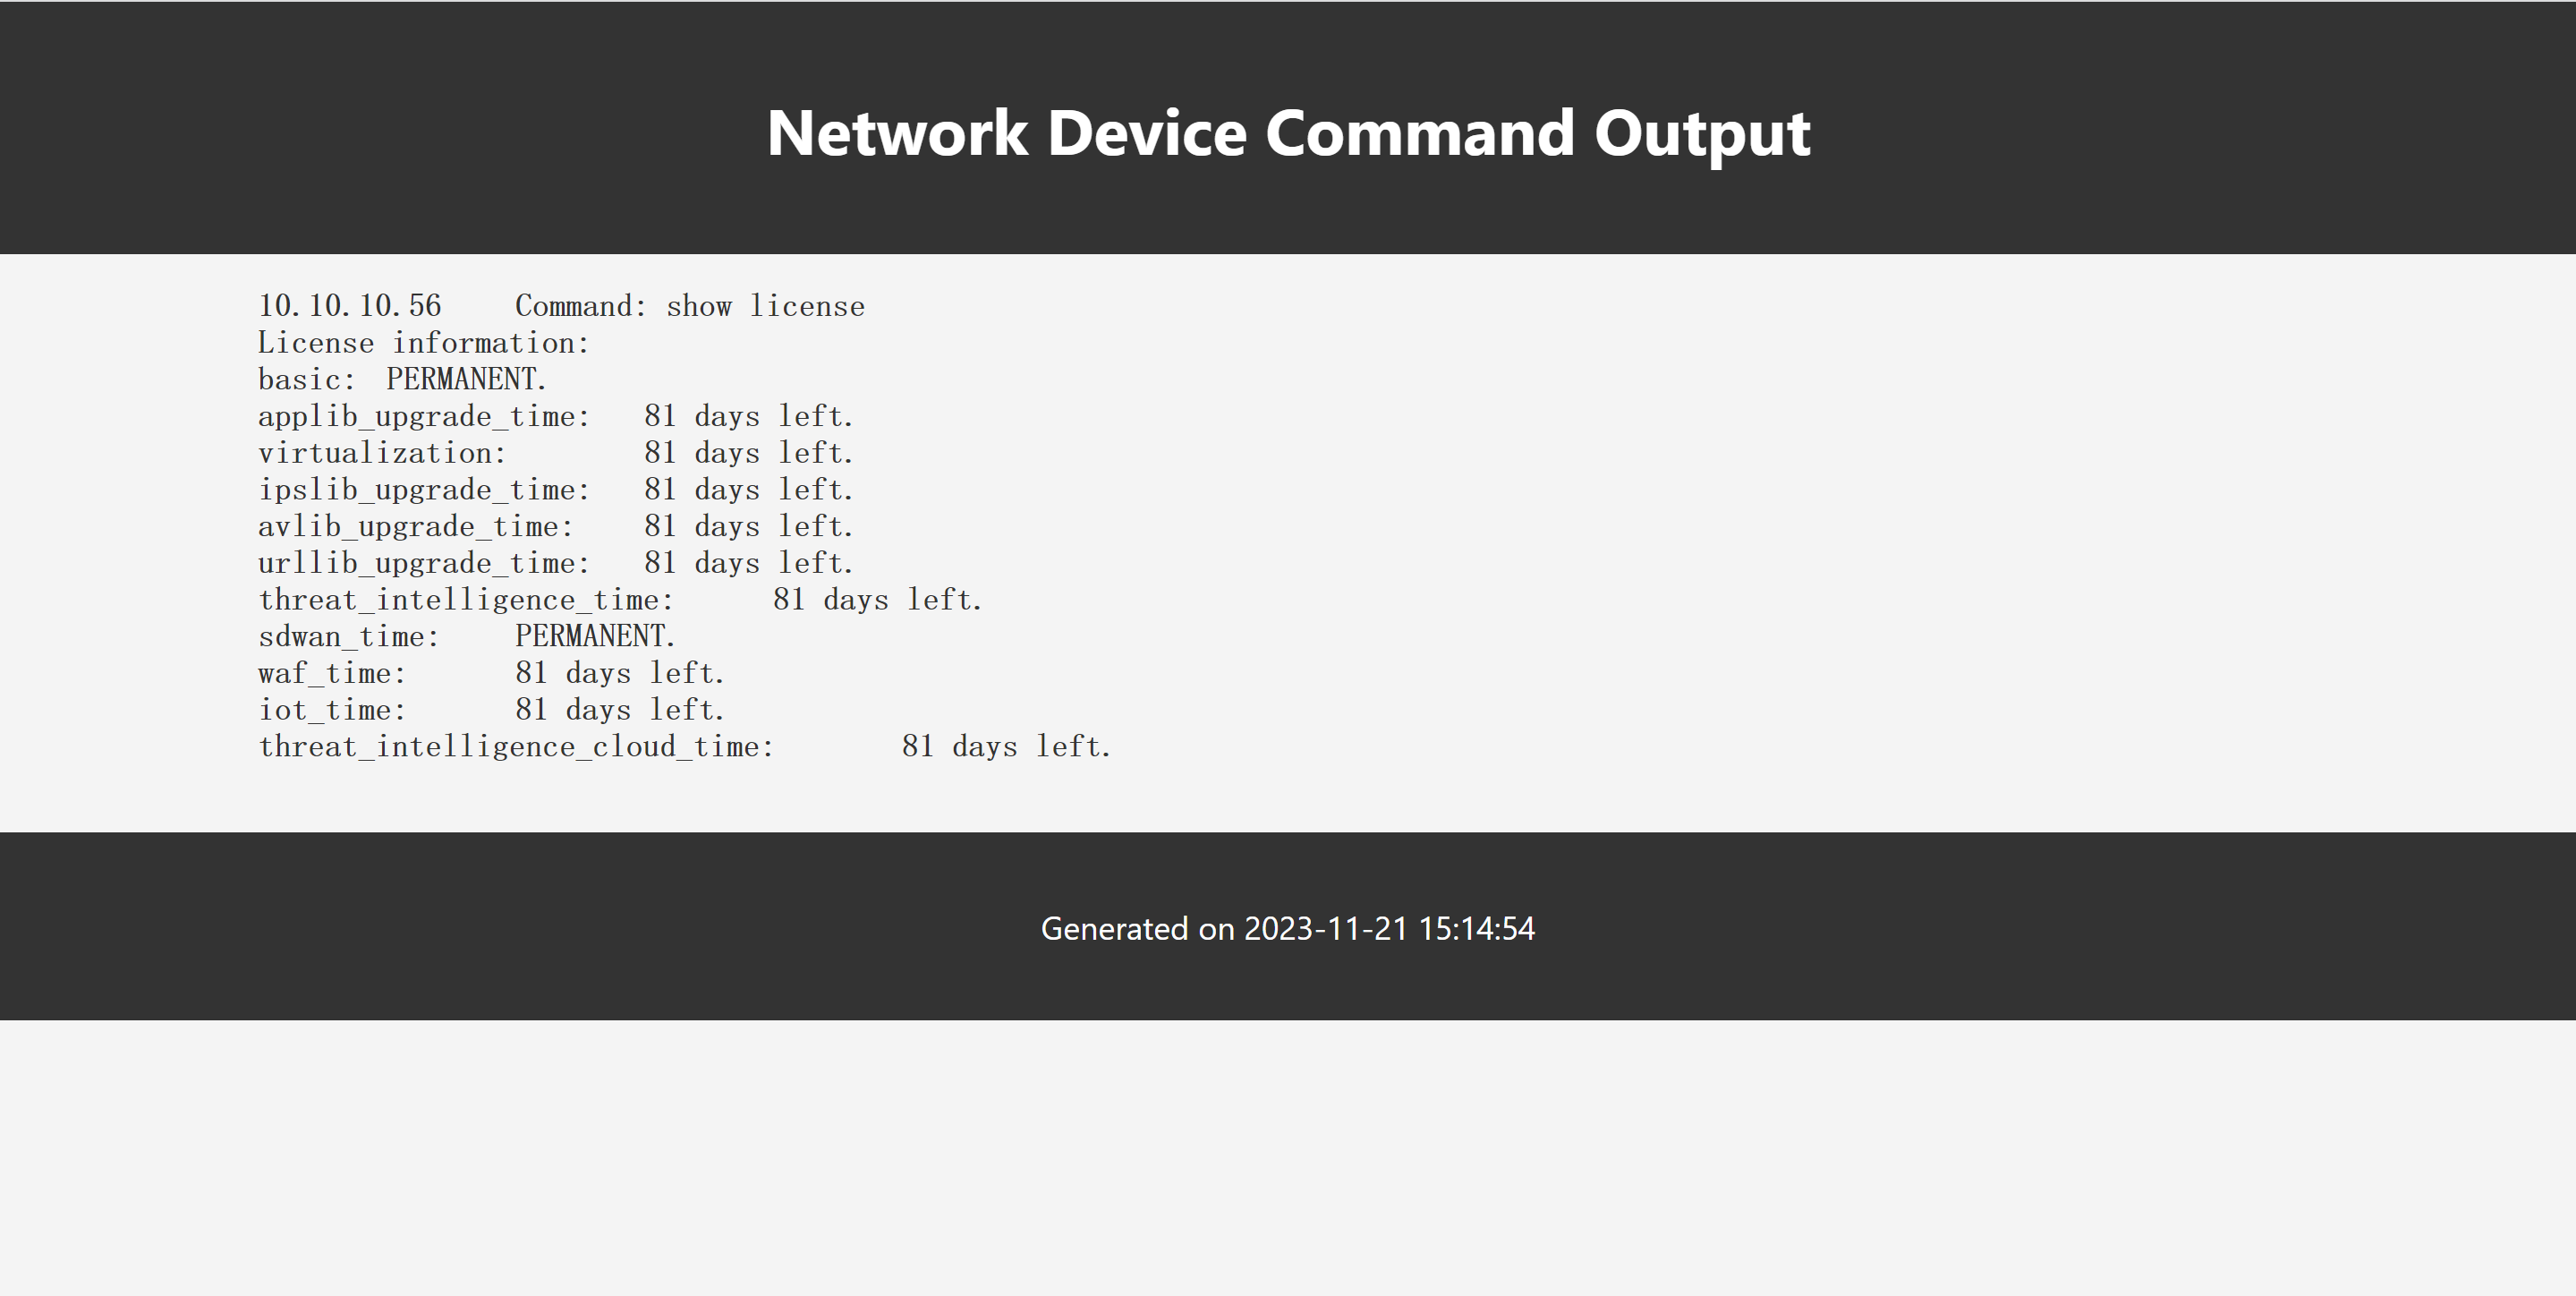 Network Device Command Output
10.10.10.56    Command: show license
License information:
basic:  PERMANENT.
applib_upgrade_time:    81 days left.
virtualization:         81 days left.
ipslib_upgrade_time:    81 days left.
avlib_upgrade_time:     81 days left.
urllib_upgrade_time:    81 days left.
threat_intelligence_time:       81 days left.
sdwan_time:     PERMANENT.
waf_time:       81 days left.
iot_time:       81 days left.
threat_intelligence_cloud_time:         81 days left.
Generated on 2023-11-21 15:14:54